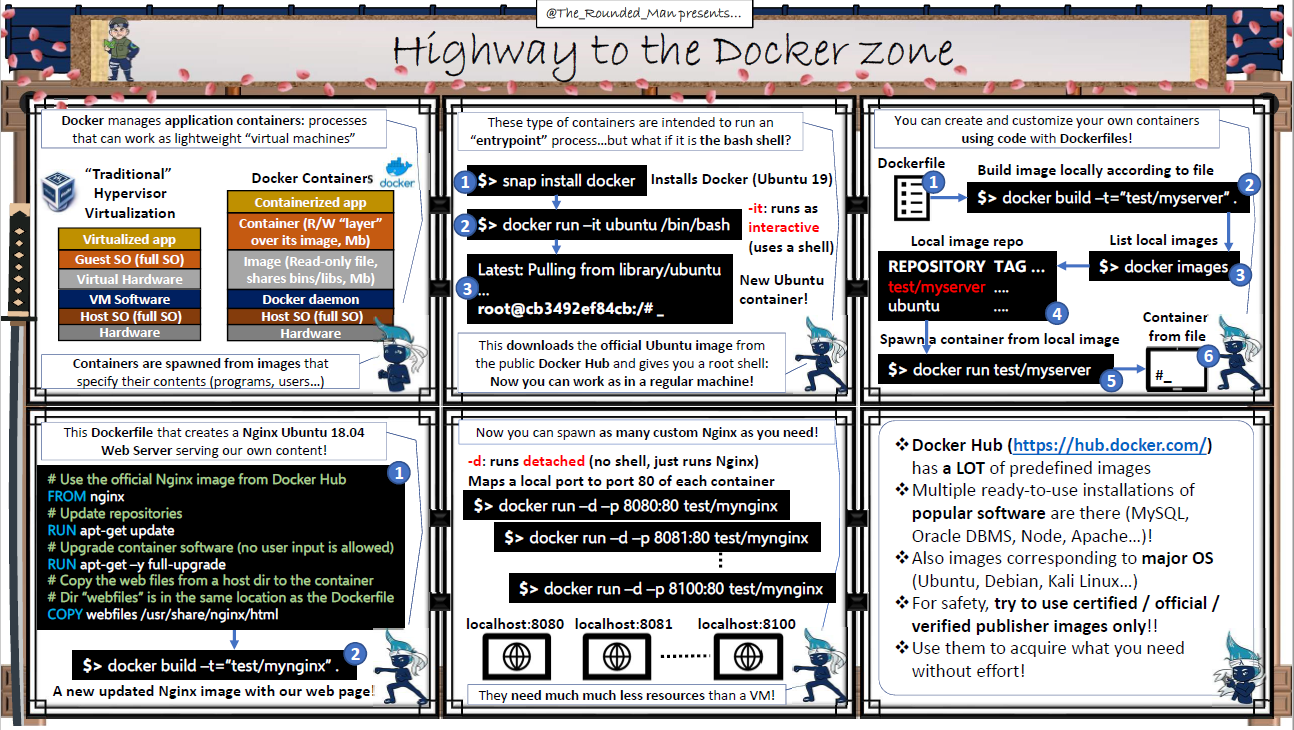 @The_Rounded_Man presents...
Highway to the Docker zone
Docker manages application containers: processes
that can work as lightweight “virtual machines”
“Traditional”
Hypervisor
Virtualization
Virtualized app
Guest SO (full SO)
Virtual Hardware
VM Software
Host SO (full SO)
Hardware
Docker Containers
docker
Containerized app
Container (R/W “layer”
over its image, Mb)
Image (Read-only file,
shares bins/libs, Mb)
Docker daemon
Host SO (full SO)
Hardware
Containers are spawned from images that
specify their contents (programs, users...)
These type of containers are intended to run an
“entrypoint” process...but what if it is the bash shell?
1 $> snap install docker
Installs Docker (Ubuntu 19)
2 $> docker run –it ubuntu /bin/bash
-it: runs as
interactive
(uses a shell)
3
Latest: Pulling from library/ubuntu
...
root@cb3492ef84cb:/# _
New Ubuntu
container!
This downloads the official Ubuntu image from
the public Docker Hub and gives you a root shell:
Now you can work as in a regular machine!
You can create and customize your own containers
using code with Dockerfiles!
Dockerfile
1
Build image locally according to file
$> docker build –t=“test/myserver” .
2
List local images
$> docker images
3
Local image repo
REPOSITORY TAG ...
test/myserver ....
ubuntu ....
4
Spawn a container from local image
$> docker run test/myserver
5
Container
from file
6
#_
This Dockerfile that creates a Nginx Ubuntu 18.04
Web Server serving our own content!
1
# Use the official Nginx image from Docker Hub
FROM nginx
# Update repositories
RUN apt-get update
# Upgrade container software (no user input is allowed)
RUN apt-get –y full-upgrade
# Copy the web files from a host dir to the container
# Dir “webfiles” is in the same location as the Dockerfile
COPY webfiles /usr/share/nginx/html
$> docker build –t=“test/mynginx” .
2
A new updated Nginx image with our web page!
Now you can spawn as many custom Nginx as you need!
-d: runs detached (no shell, just runs Nginx)
Maps a local port to port 80 of each container
$> docker run –d –p 8080:80 test/mynginx
$> docker run –d –p 8081:80 test/mynginx
$> docker run –d –p 8100:80 test/mynginx
localhost:8080 localhost:8081 localhost:8100
They need much much less resources than a VM!
❖Docker Hub (https://hub.docker.com/)
has a LOT of predefined images
❖Multiple ready-to-use installations of
popular software are there (MySQL,
Oracle DBMS, Node, Apache...)!
❖Also images corresponding to major OS
(Ubuntu, Debian, Kali Linux...)
❖For safety, try to use certified / official /
verified publisher images only!!
❖Use them to acquire what you need
without effort!